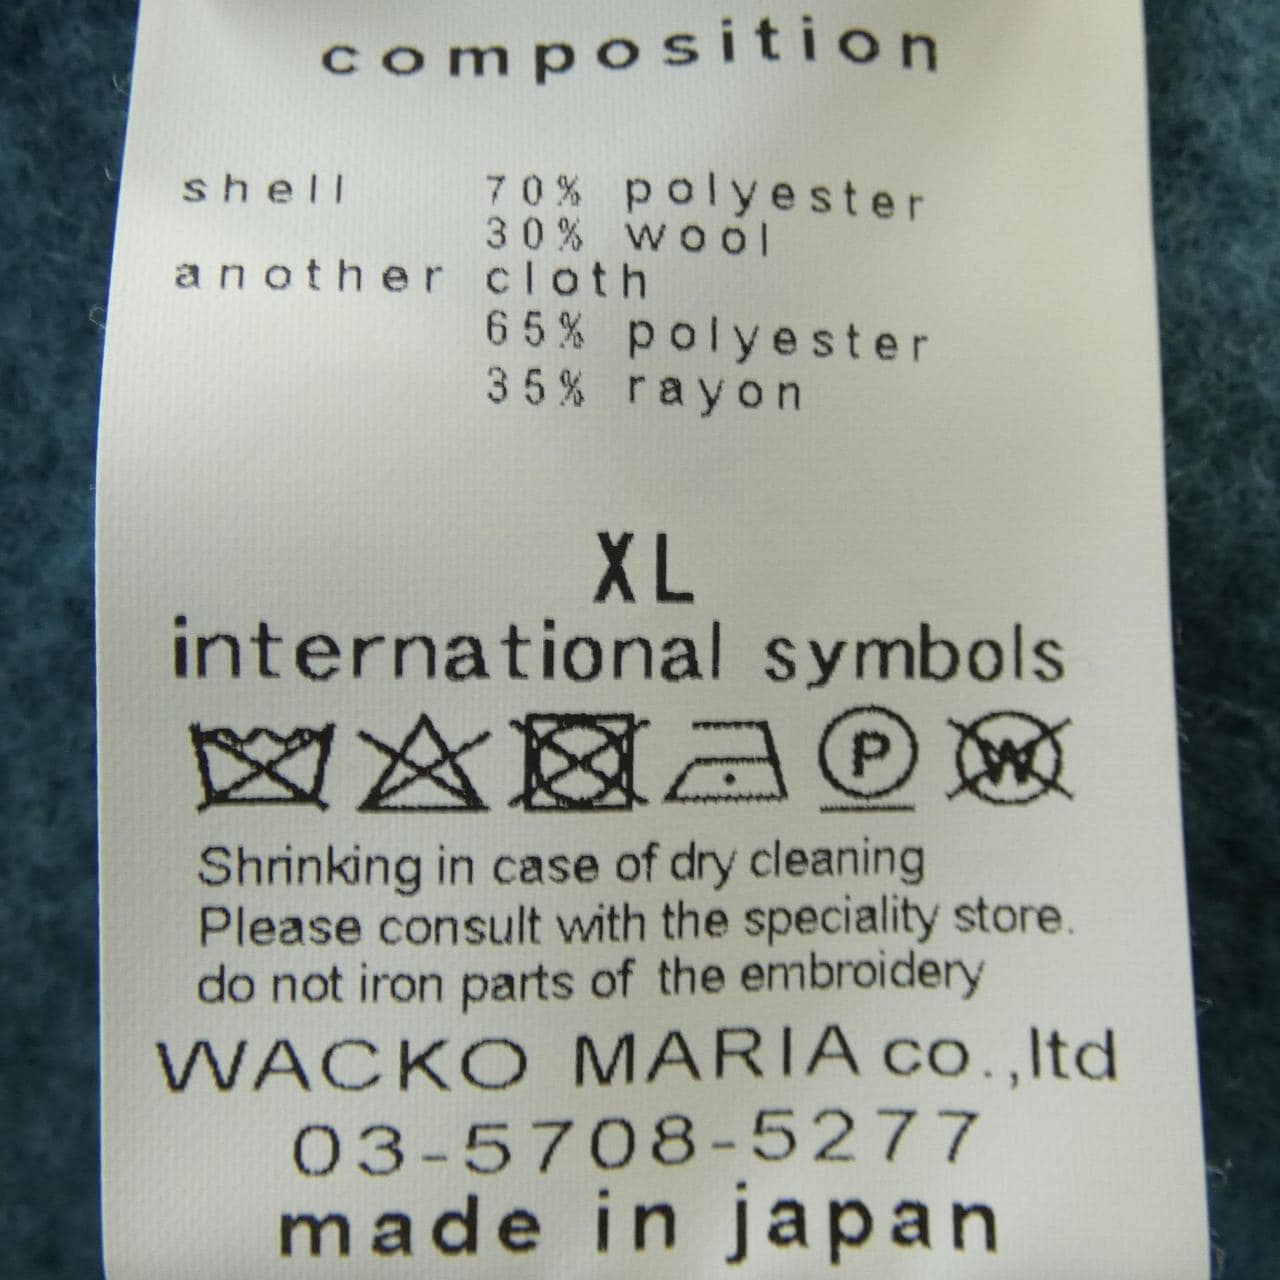 composition
shell 70% polyester
30% wool
another cloth
65% polyester
35% rayon
XL
international symbols
P W
Shrinking in case of dry cleaning
Please consult with the speciality store.
do not iron parts of the embroidery
WACKO MARIA co.,ltd
03-5708-5277
made in japan